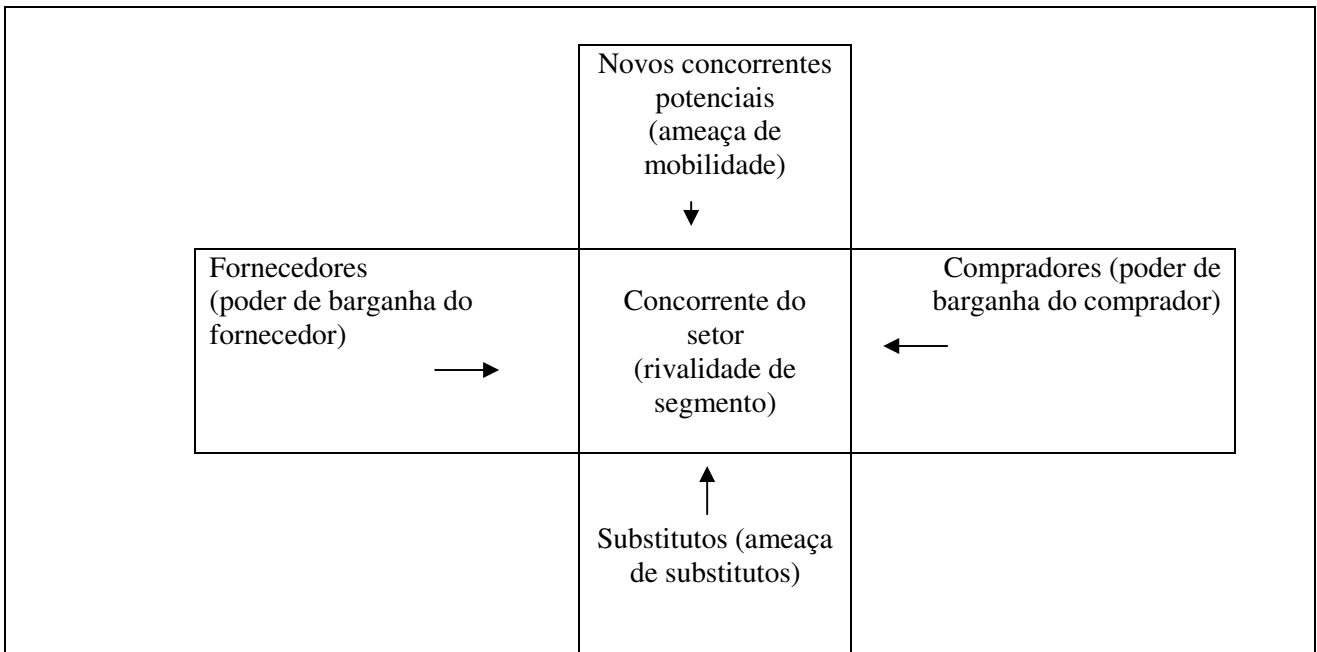 Novos concorrentes
potenciais
(ameaça de
mobilidade)
Fornecedores
(poder de barganha do
fornecedor)
Concorrente do
setor
(rivalidade de
segmento)
Compradores (poder de
barganha do comprador)
Substitutos (ameaça
de substitutos)